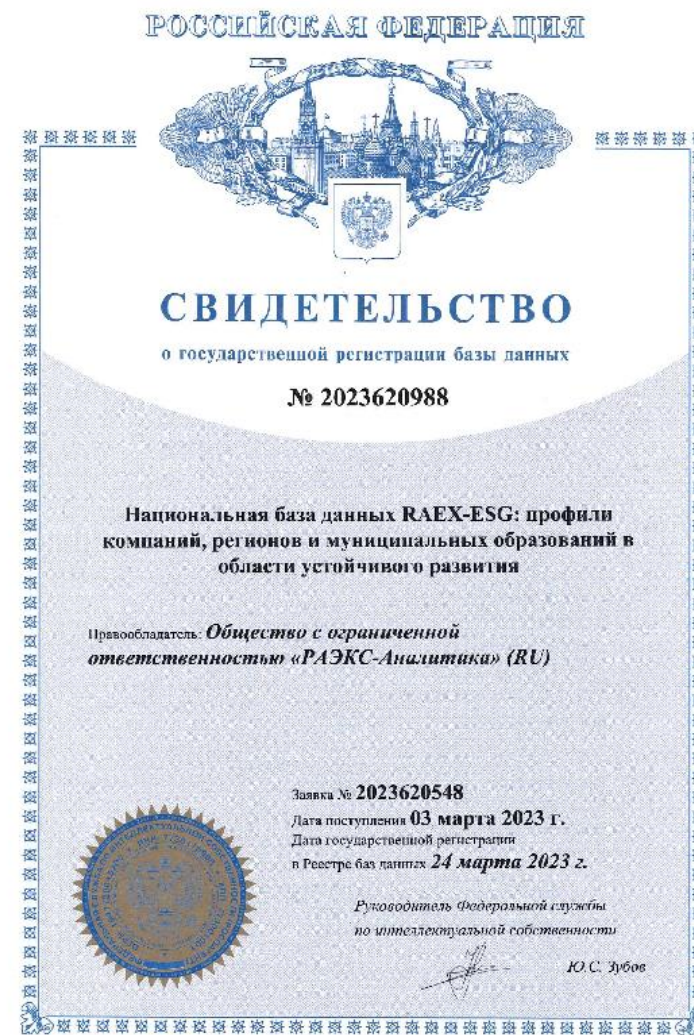 РОССИЙСКАЯ ФЕДЕРАЦИЯ
СВИДЕТЕЛЬСТВО
о государственной регистрации базы данных
№ 2023620988
Национальная база данных RAEX-ESG: профили
компаний, регионов и муниципальных образований в
области устойчивого развития
Правообладатель: Общество с ограниченной
ответственностью «РАЭКС-Аналитика» (RU)
Заявка № 2023620548
Дата поступления 03 марта 2023 г.
Дата государственной регистрации
в Реестре баз данных 24 марта 2023 г.
Руководитель Федеральной службы
по интеллектуальной собственности
Ю.С. Зубов